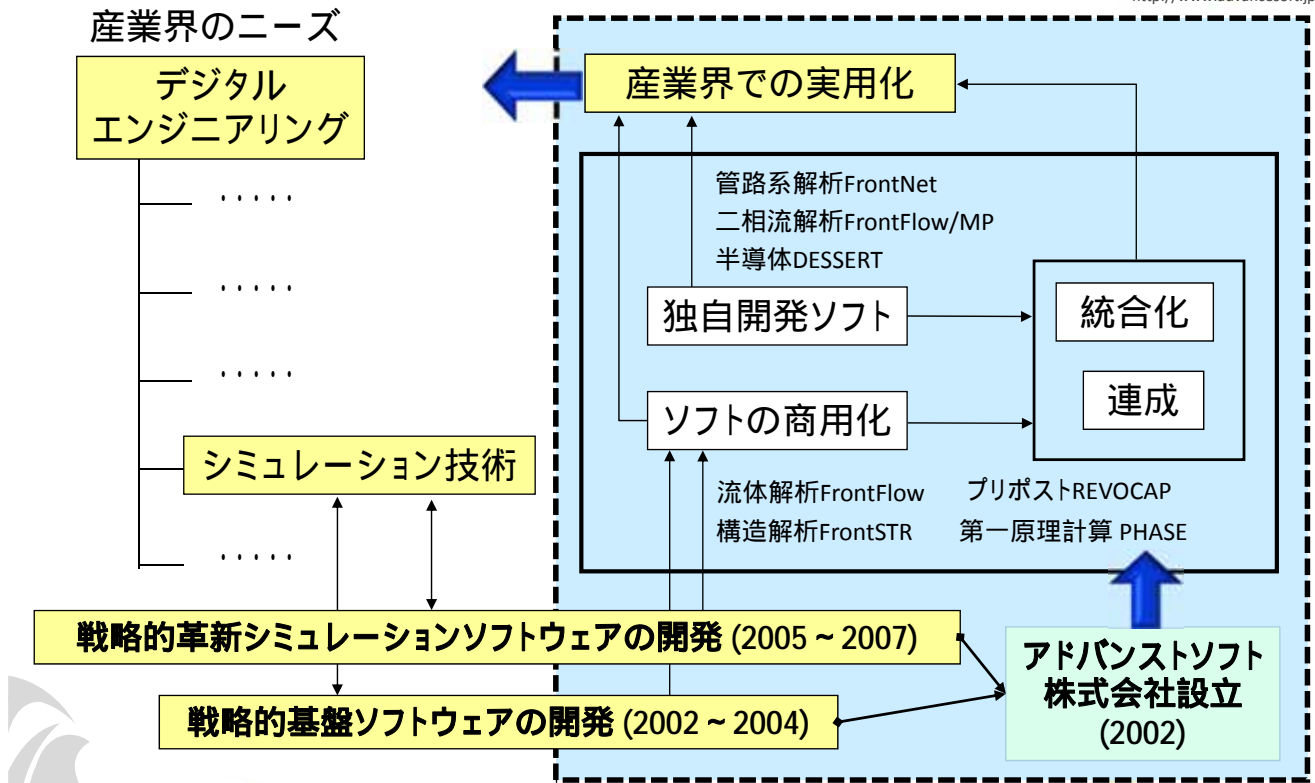 産業界のニーズ
デジタル
エンジニアリング
・・・・・
・・・・・
・・・・・
シミュレーション技術
・・・・・
産業界での実用化
管路系解析FrontNet
二相流解析FrontFlow/MP
半導体DESSERT
独自開発ソフト
統合化
連成
ソフトの商用化
流体解析FrontFlow
プリポストREVOCAP
構造解析FrontSTR
第一原理計算 PHASE
戦略的革新シミュレーションソフトウェアの開発 (2005 ~ 2007)
戦略的基盤ソフトウェアの開発 (2002 ~ 2004)
アドバンストソフト
株式会社設立
(2002)